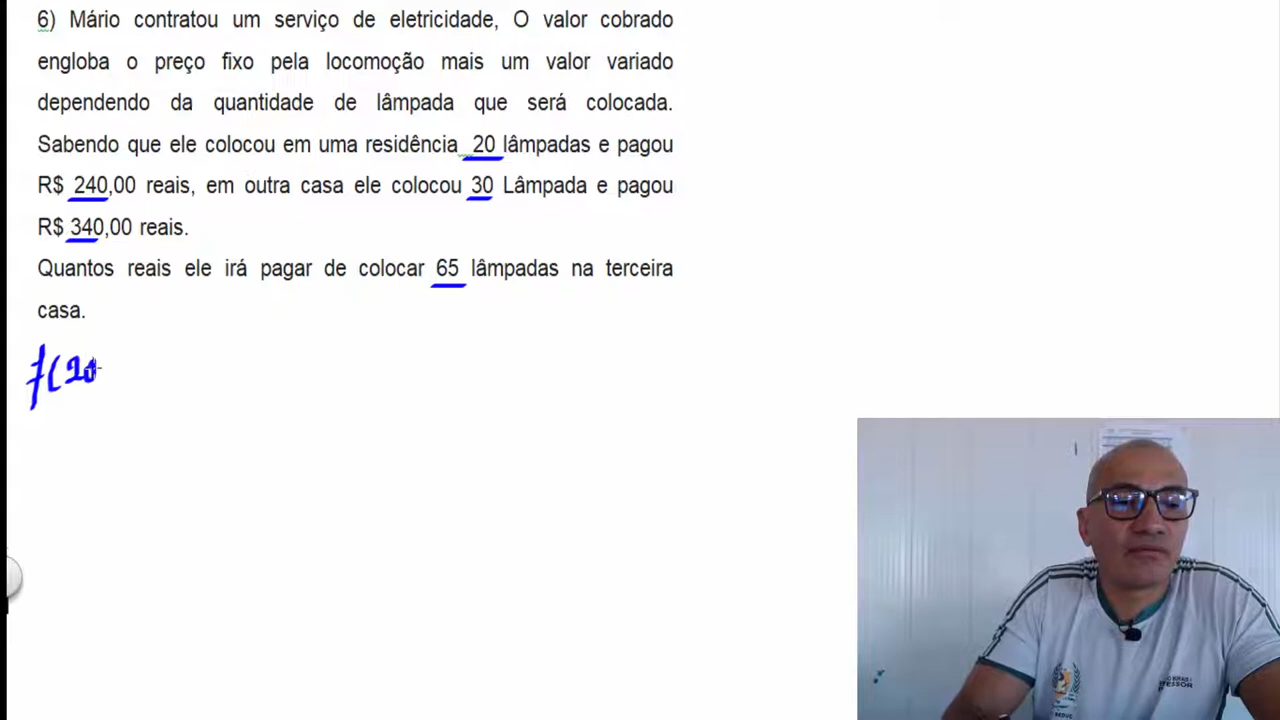 6) Mário contratou um serviço de eletricidade, O valor cobrado
engloba o preço fixo pela locomoção mais um valor variado
dependendo da quantidade de lâmpada que será colocada.
Sabendo que ele colocou em uma residência 20 lâmpadas e pagou
R$ 240,00 reais, em outra casa ele colocou 30 Lâmpada e pagou
R$ 340,00 reais.
Quantos reais ele irá pagar de colocar 65 lâmpadas na terceira
casa.
f(20